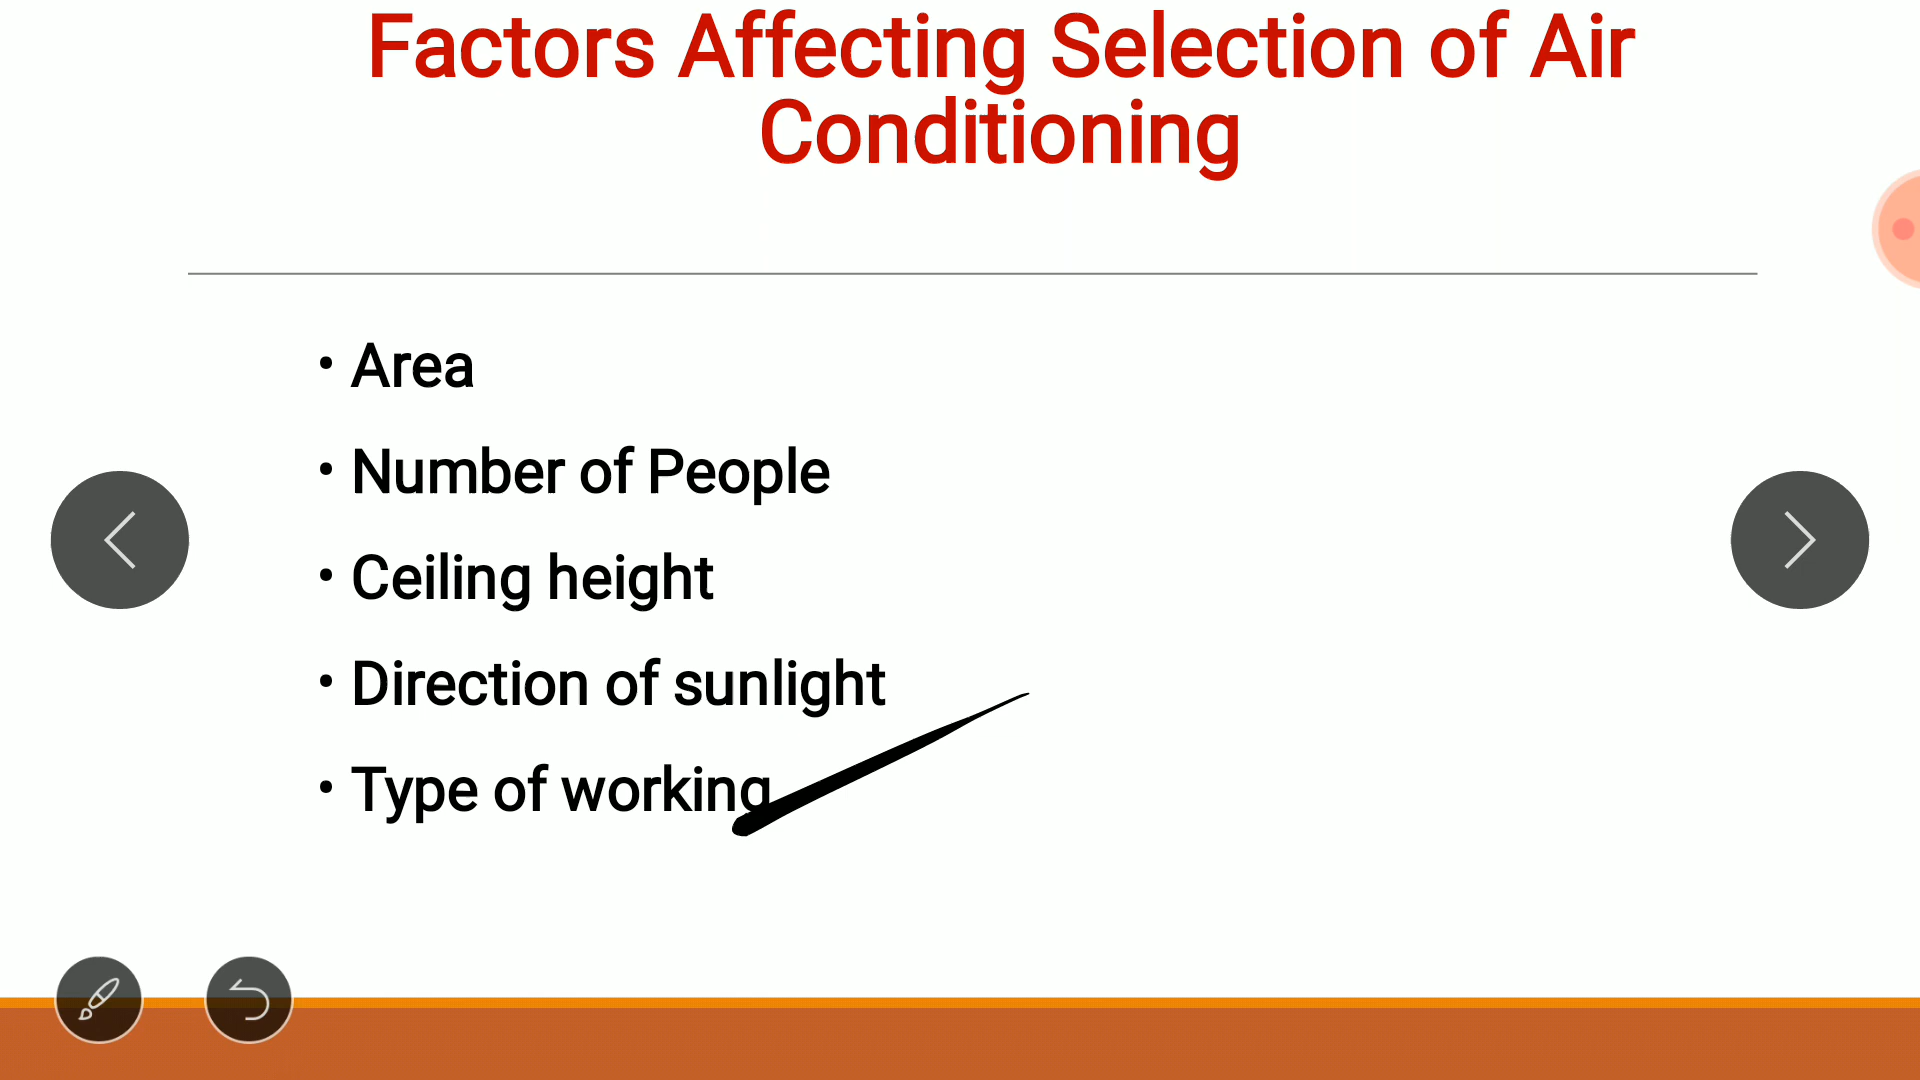 Factors Affecting Selection of Air
Conditioning
• Area
• Number of People
• Ceiling height
• Direction of sunlight
• Type of working